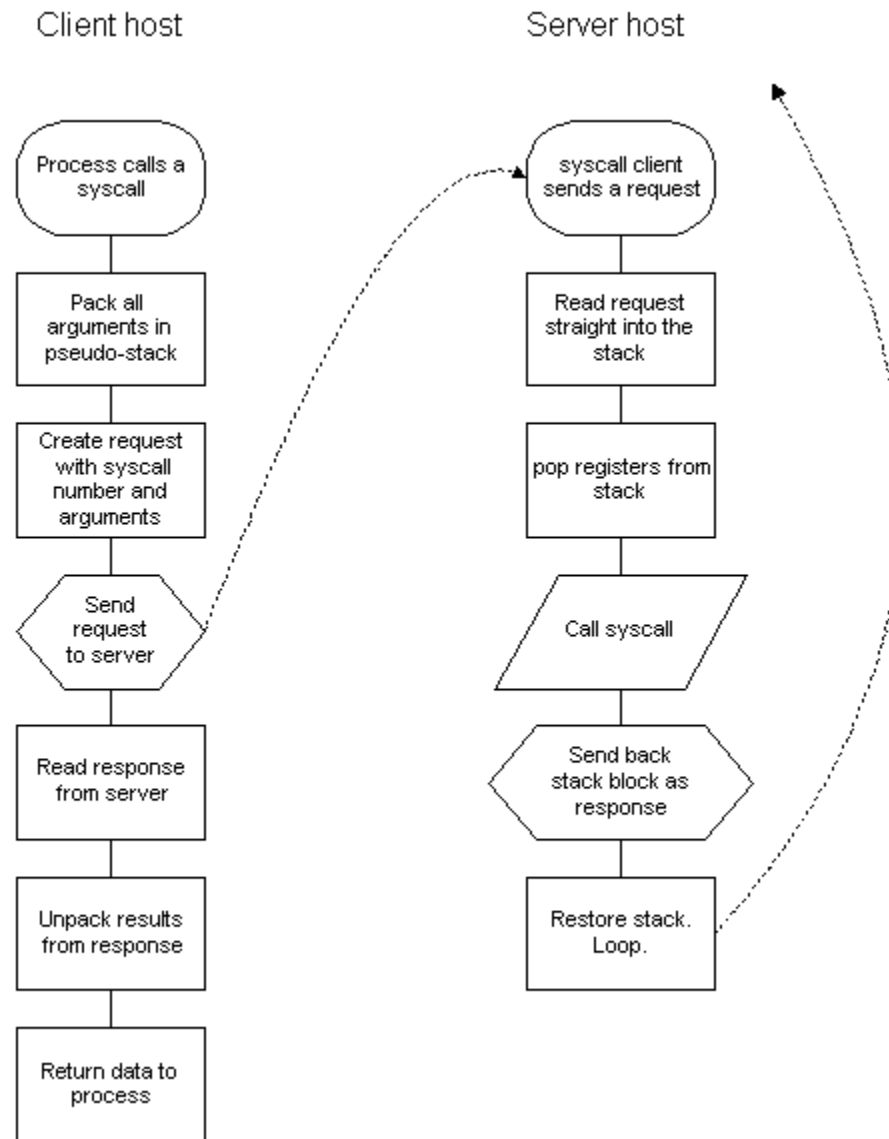 Client host
Server host
Process calls a
syscall
Pack all
arguments in
pseudo-stack
Create request
with syscall
number and
arguments
Send
request
to server
Read response
from server
Unpack results
from response
Return data to
process
syscall client
sends a request
Read request
straight into the
stack
pop registers from
stack
Call syscall
Send back
stack block as
response
Restore stack.
Loop.